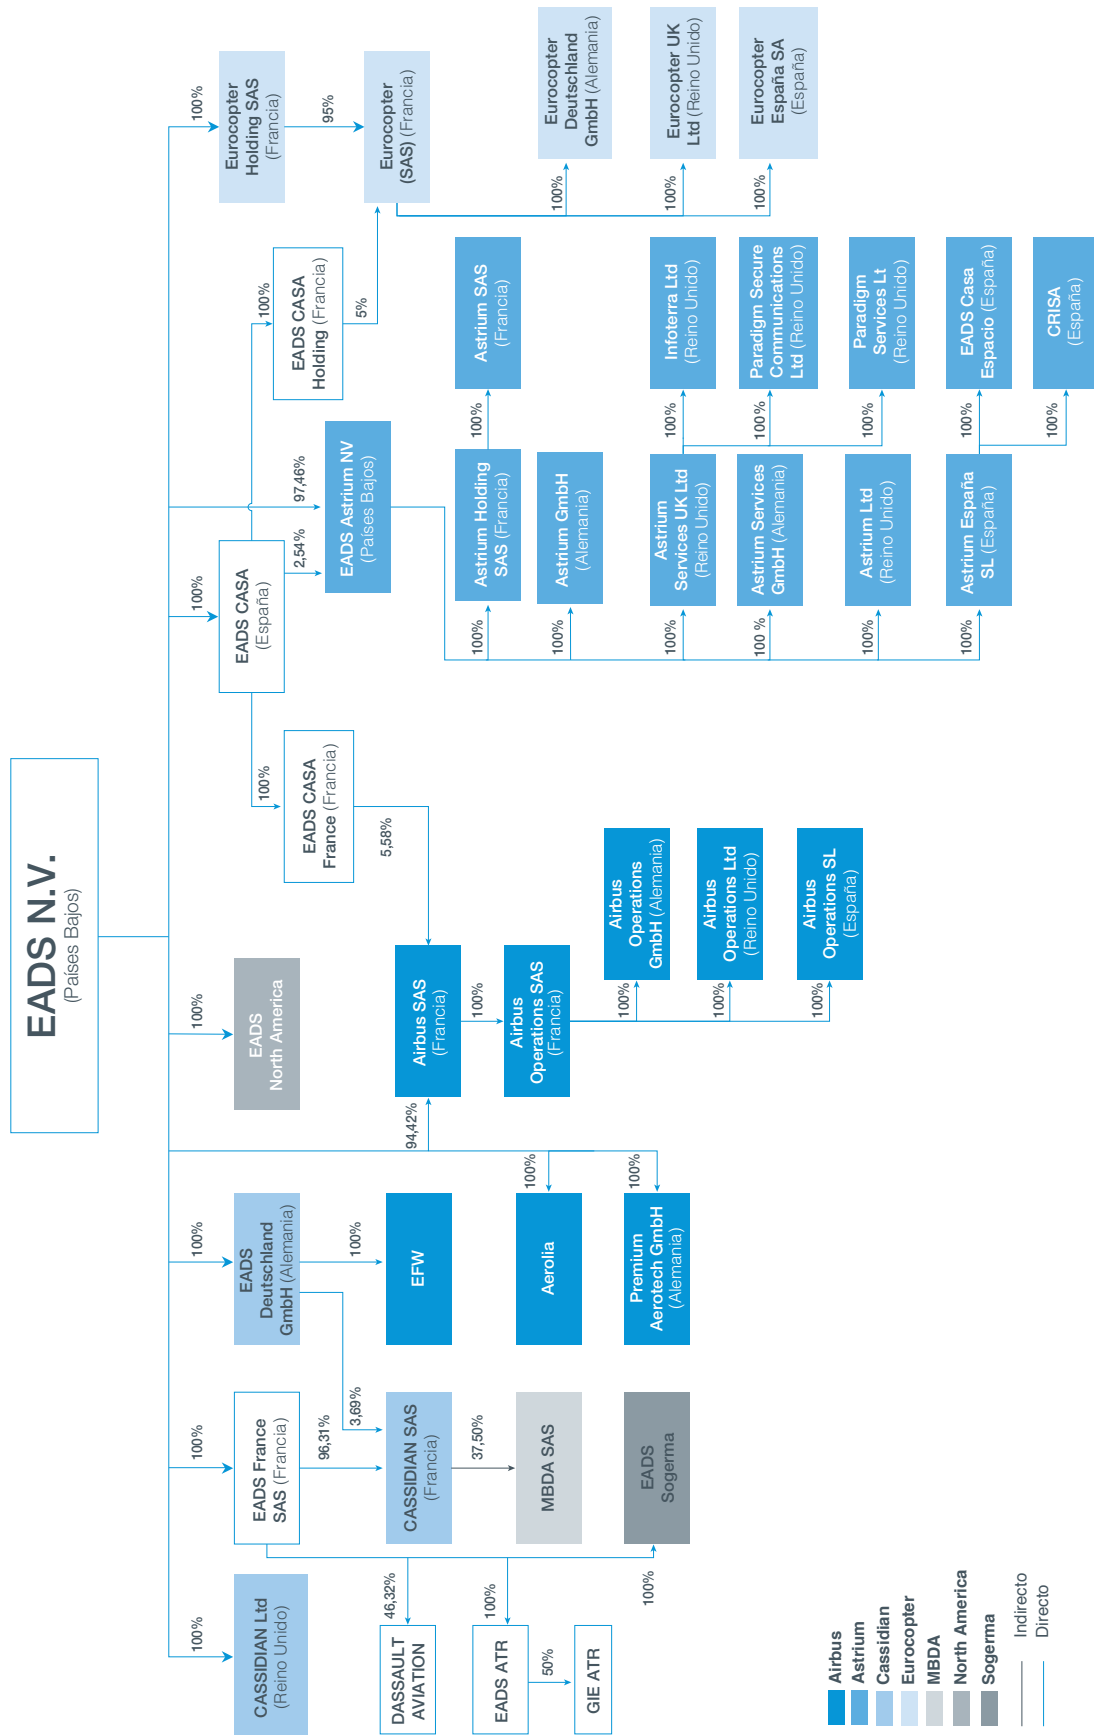 EADS N.V.
(Países Bajos)
100%
100%
100%
100%
100%
100%
CASSIDIAN Ltd
(Reino Unido)
EADS France
SAS (Francia)
EADS
Deutschland
GmbH (Alemania)
EADS
North America
EADS CASA
(España)
Eurocopter
Holding SAS
(Francia)
96,31%
3,69%
100%
100%
2,54%
97,46%
100%
95%
EADS CASA
France (Francia)
EADS Astrium NV
(Países Bajos)
EADS CASA
Holding (Francia)
5%
Eurocopter
(SAS) (Francia)
46,32%
DASSAULT
AVIATION
CASSIDIAN SAS
(Francia)
EFW
94,42%
5,58%
Airbus SAS
(Francia)
100%
EADS ATR
50%
GIE ATR
37,50%
MBDA SAS
100%
Aerolia
100%
Airbus
Operations SAS
(Francia)
100%
Astrium Holding
SAS (Francia)
100%
Astrium SAS
(Francia)
100%
Astrium GmbH
(Alemania)
100%
Eurocopter
Deutschland
GmbH (Alemania)
100%
EADS
Sogerma
100%
Premium
Aerotech GmbH
(Alemania)
100%
Airbus
Operations
GmbH (Alemania)
100%
Airbus
Operations Ltd
(Reino Unido)
100%
Airbus
Operations SL
(España)
100%
Astrium
Services UK Ltd
(Reino Unido)
100%
Infoterra Ltd
(Reino Unido)
100%
Eurocopter UK
Ltd (Reino Unido)
100 %
Astrium Services
GmbH (Alemania)
100%
Paradigm Secure
Communications
Ltd (Reino Unido)
100%
Eurocopter
España SA
(España)
100%
Astrium Ltd
(Reino Unido)
100%
Paradigm
Services Lt
(Reino Unido)
100%
Astrium España
SL (España)
100%
EADS Casa
Espacio (España)
100%
CRISA
(España)
Airbus
Astrium
Cassidian
Eurocopter
MBDA
North America
Sogerma
Indirecto
Directo